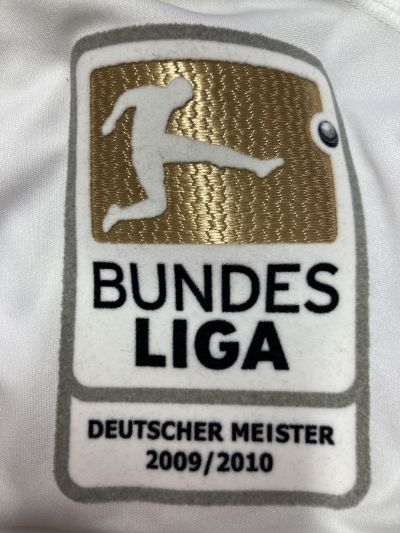 BUNDES
LIGA
DEUTSCHER MEISTER
2009/2010